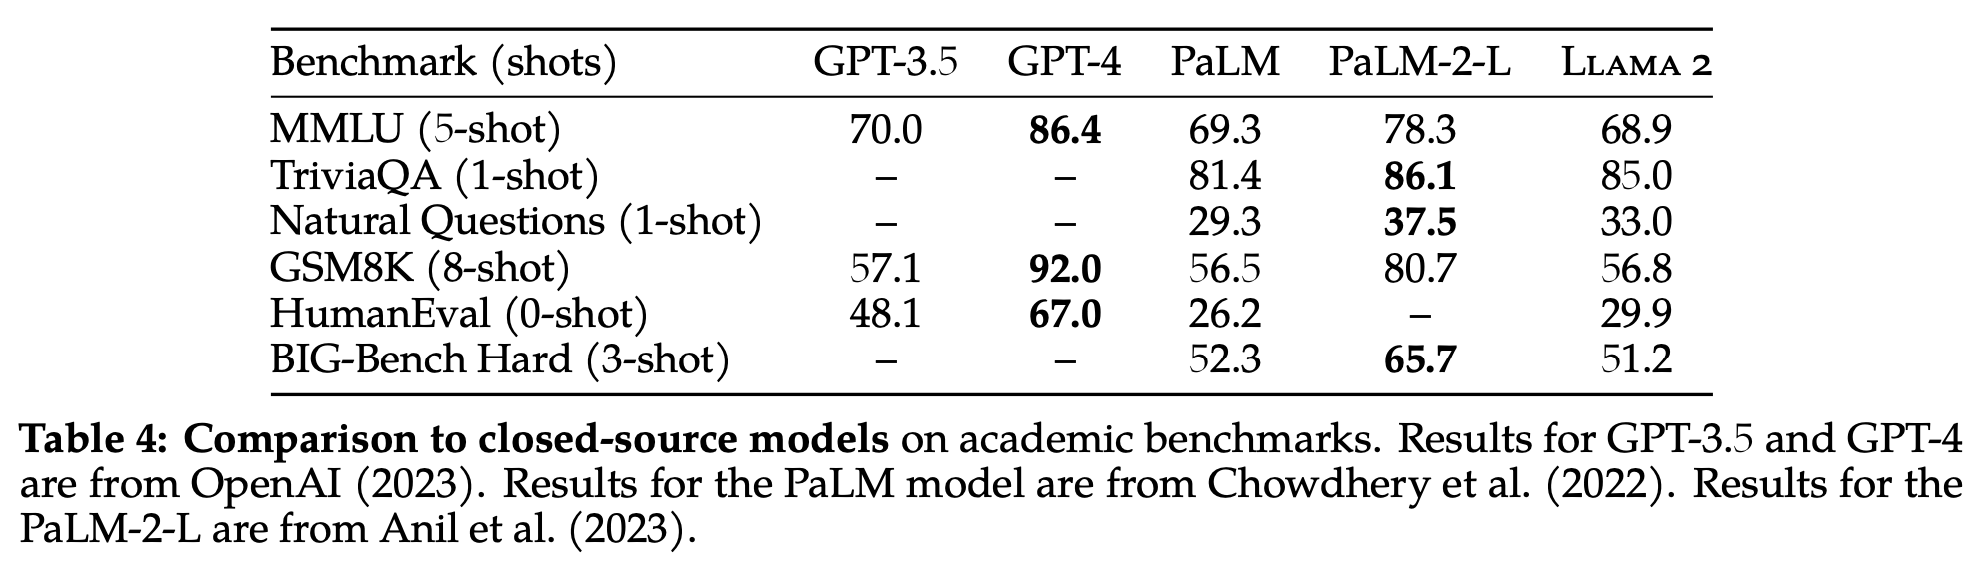 Benchmark (shots) GPT-3.5 GPT-4 PaLM PaLM-2-L LLAMA 2
MMLU (5-shot) 70.0 86.4 69.3 78.3 68.9
TriviaQA (1-shot) – – 81.4 86.1 85.0
Natural Questions (1-shot) – – 29.3 37.5 33.0
GSM8K (8-shot) 57.1 92.0 56.5 80.7 56.8
HumanEval (0-shot) 48.1 67.0 26.2 – 29.9
BIG-Bench Hard (3-shot) – – 52.3 65.7 51.2
Table 4: Comparison to closed-source models on academic benchmarks. Results for GPT-3.5 and GPT-4
are from OpenAI (2023). Results for the PaLM model are from Chowdhery et al. (2022). Results for the
PaLM-2-L are from Anil et al. (2023).